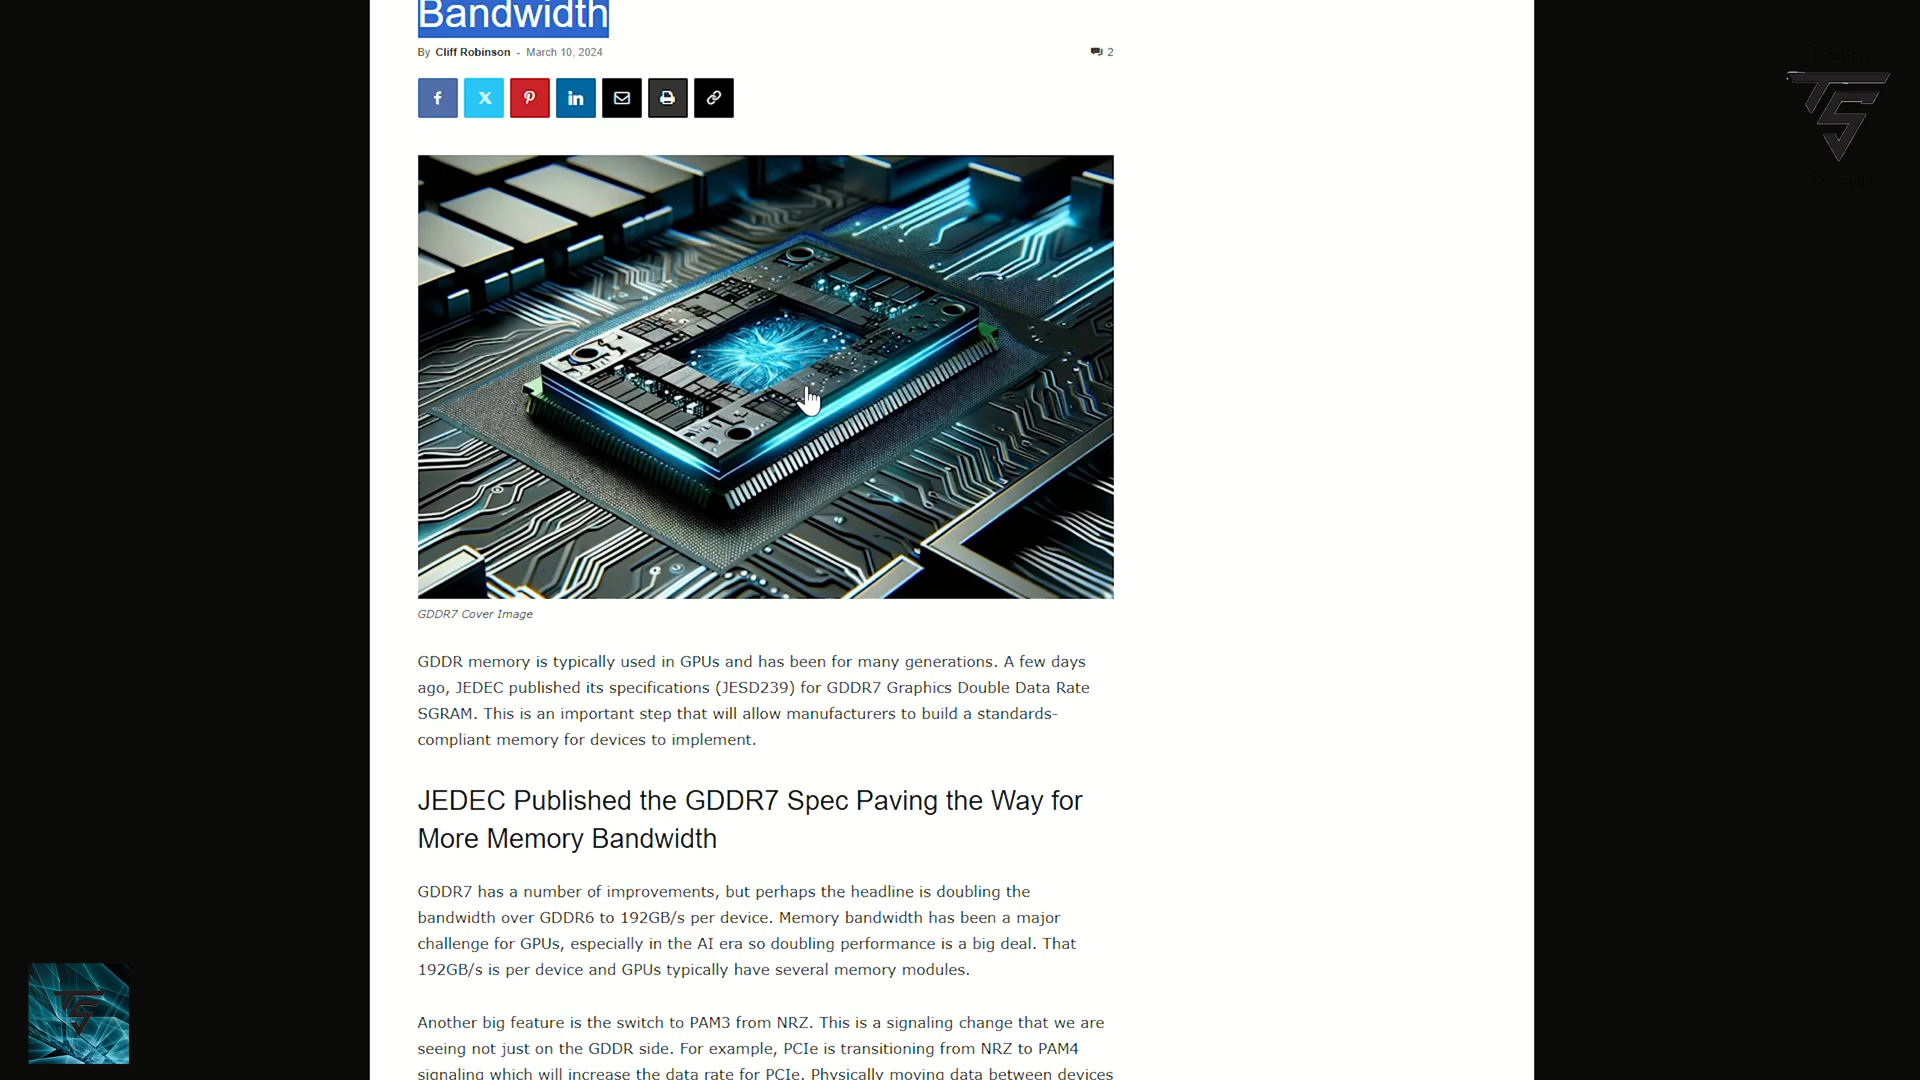 Bandwidth
By Cliff Robinson - March 10, 2024 2
GDDR7 Cover Image
GDDR memory is typically used in GPUs and has been for many generations. A few days
ago, JEDEC published its specifications (JESD239) for GDDR7 Graphics Double Data Rate
SGRAM. This is an important step that will allow manufacturers to build a standards-
compliant memory for devices to implement.
JEDEC Published the GDDR7 Spec Paving the Way for
More Memory Bandwidth
GDDR7 has a number of improvements, but perhaps the headline is doubling the
bandwidth over GDDR6 to 192GB/s per device. Memory bandwidth has been a major
challenge for GPUs, especially in the AI era so doubling performance is a big deal. That
192GB/s is per device and GPUs typically have several memory modules.
Another big feature is the switch to PAM3 from NRZ. This is a signaling change that we are
seeing not just on the GDDR side. For example, PCIe is transitioning from NRZ to PAM4
signaling which will increase the data rate for PCIe. Physically moving data between devices